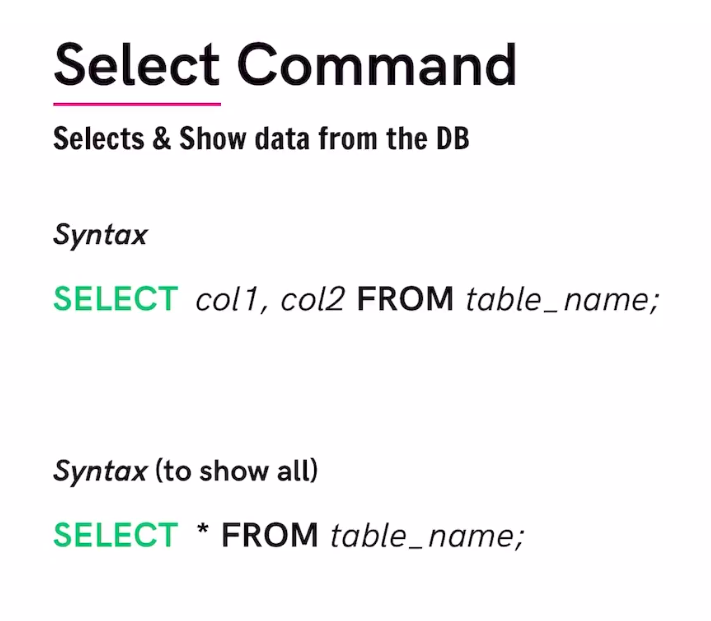 Select Command
Selects & Show data from the DB
Syntax
SELECT col1, col2 FROM table_name;
Syntax (to show all)
SELECT * FROM table_name;